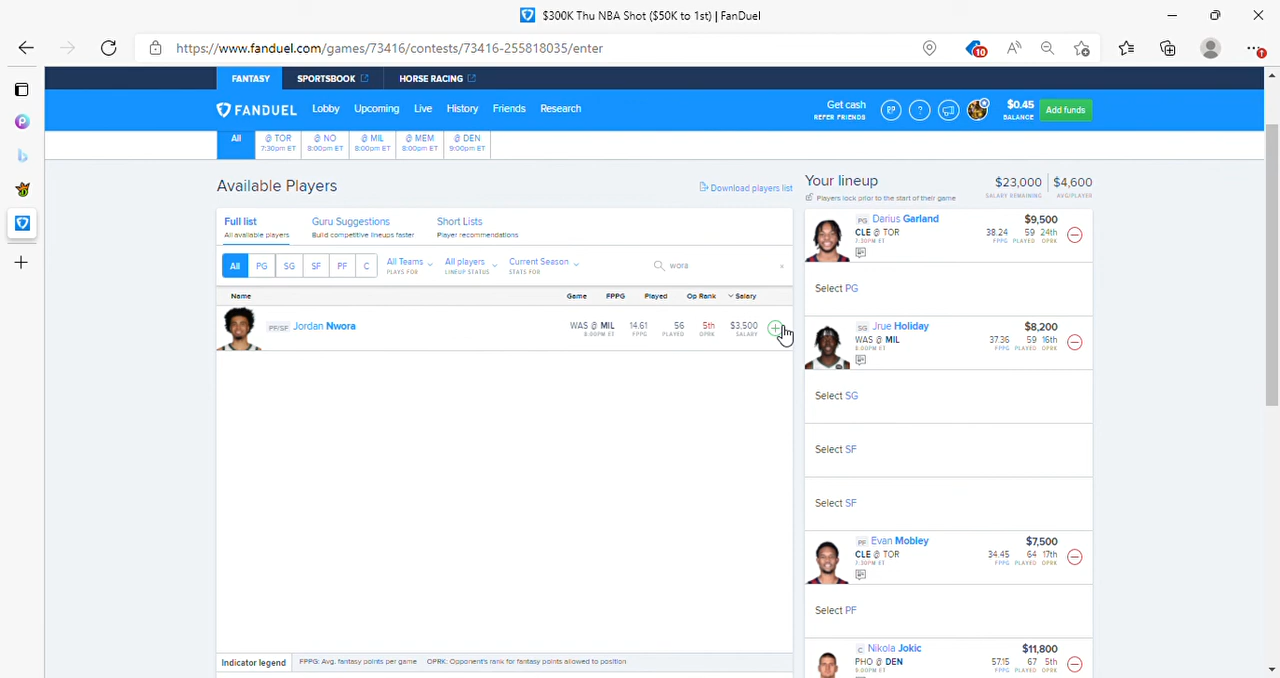 $300K Thu NBA Shot ($50K to 1st) | FanDuel
https://www.fanduel.com/games/73416/contests/73416-255818035/enter
10
FANTASY SPORTSBOOK HORSE RACING
FANDUEL Lobby Upcoming Live History Friends Research
Get cash
REFER FRIENDS
$0.45
BALANCE
Add funds
All
@ TOR
7:30pm ET
@ NO
8:00pm ET
@ MIL
8:00pm ET
@ MEM
8:00pm ET
@ DEN
9:00pm ET
Available Players
Download players list
Full list
All available players
Guru Suggestions
Build competitive lineups faster
Short Lists
Player recommendations
All PG SG SF PF C
All Teams
PLAYS FOR
All players
LINEUP STATUS
Current Season
STATS FOR
wora
Name Game FPPG Played Op Rank Salary
PF/SF Jordan Nwora
WAS @ MIL 14.61 56 5th $3,500
8:00PM ET FPPG PLAYED OPRK SALARY
Indicator legend FPPG: Avg. fantasy points per game OPRK: Opponent's rank for fantasy points allowed to position
Your lineup
Players lock prior to the start of their game
$23,000 $4,600
SALARY REMAINING AVG/PLAYER
PG Darius Garland $9,500
CLE @ TOR 38.24 59 24th
7:30PM ET FPPG PLAYED OPRK
Select PG
SG Jrue Holiday $8,200
WAS @ MIL 37.36 59 16th
8:00PM ET FPPG PLAYED OPRK
Select SG
Select SF
Select SF
PF Evan Mobley $7,500
CLE @ TOR 34.45 64 17th
7:30PM ET FPPG PLAYED OPRK
Select PF
C Nikola Jokic $11,800
PHO @ DEN 57.15 67 5th
9:00PM ET FPPG PLAYED OPRK